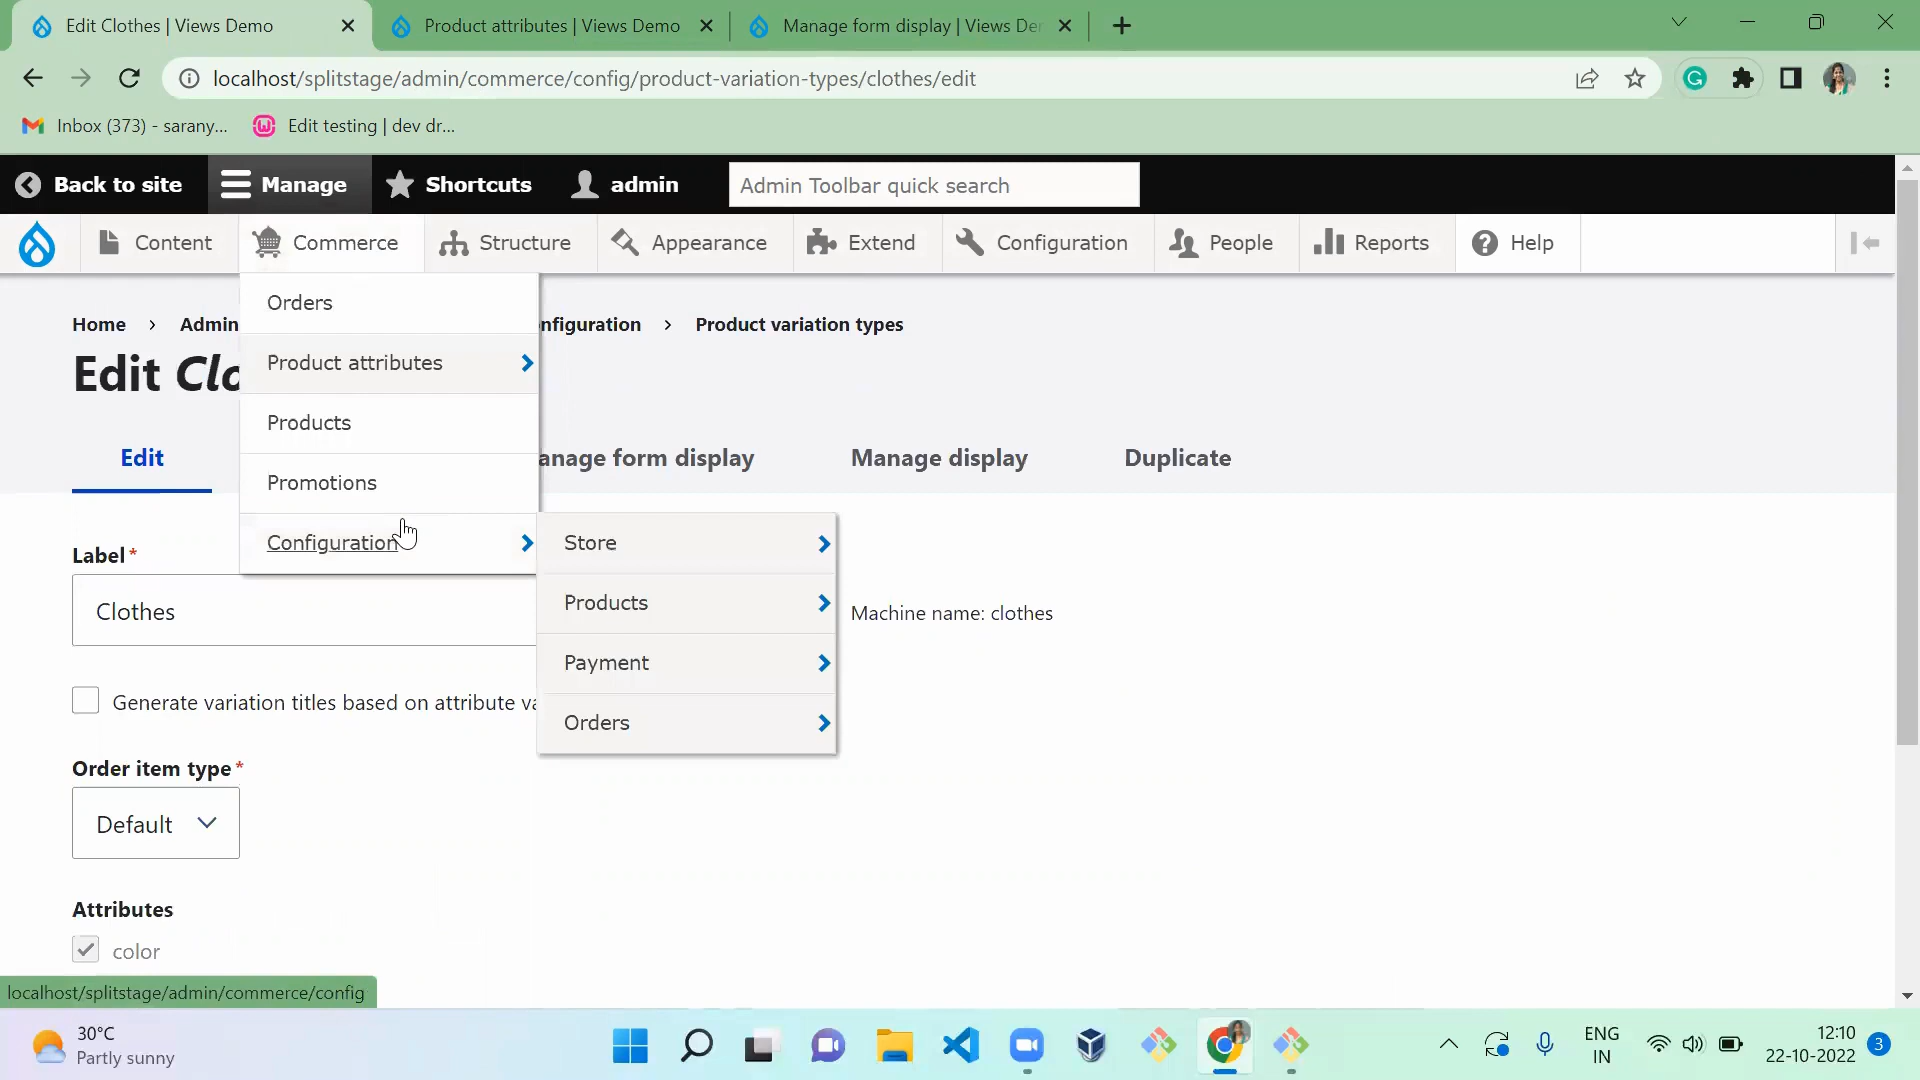 Edit Clothes | Views Demo
Product attributes | Views Demo
Manage form display | Views De
localhost/splitstage/admin/commerce/config/product-variation-types/clothes/edit
Inbox (373) - sarany...
Edit testing | dev dr...
Back to site
Manage
Shortcuts
admin
Admin Toolbar quick search
Content
Commerce
Structure
Appearance
Extend
Configuration
People
Reports
Help
Orders
Product attributes
Products
Promotions
Configuration
Store
Products
Payment
Orders
Home > Admin nfiguration > Product variation types
Edit Clo
Edit
anage form display
Manage display
Duplicate
Label*
Clothes
Machine name: clothes
Generate variation titles based on attribute va
Order item type*
Default
Attributes
color
localhost/splitstage/admin/commerce/config
30°C
Partly sunny
ENG
IN
12:10
22-10-2022
3